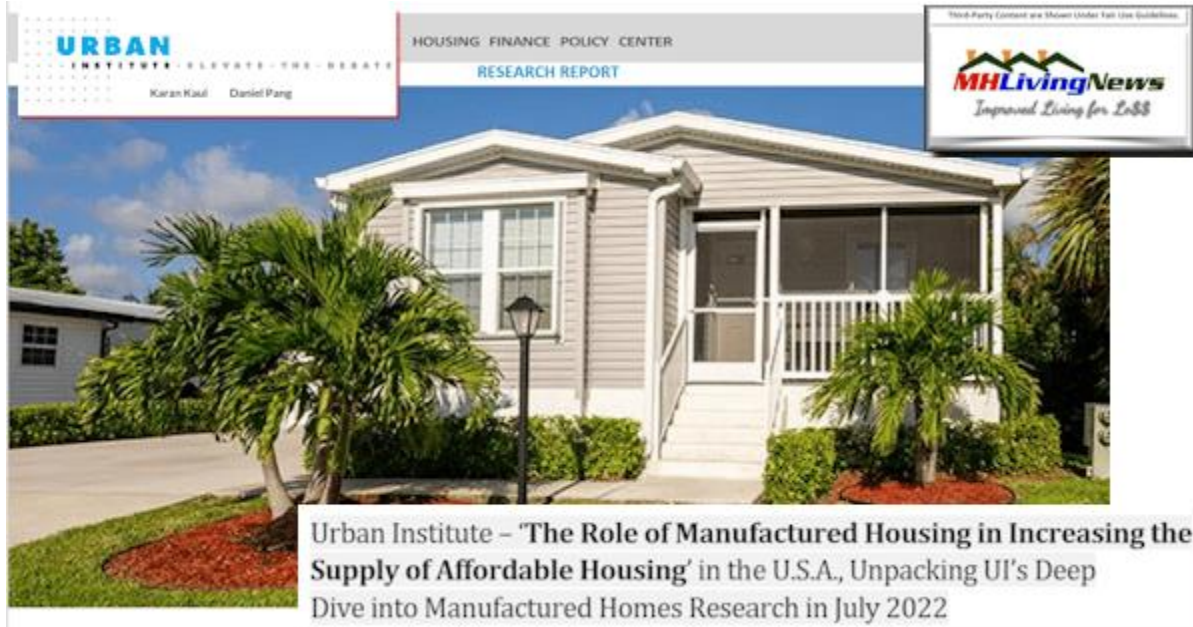 URBAN
INSTITUTE · ELEVATE · THE · DEBATE
Karan Kaul Daniel Pang
HOUSING FINANCE POLICY CENTER
RESEARCH REPORT
Third-Party Content are Shown Under Fair Use Guidelines.
MHLivingNews
Improved Living for Le$$
Urban Institute – ‘The Role of Manufactured Housing in Increasing the
Supply of Affordable Housing’ in the U.S.A., Unpacking UI's Deep
Dive into Manufactured Homes Research in July 2022